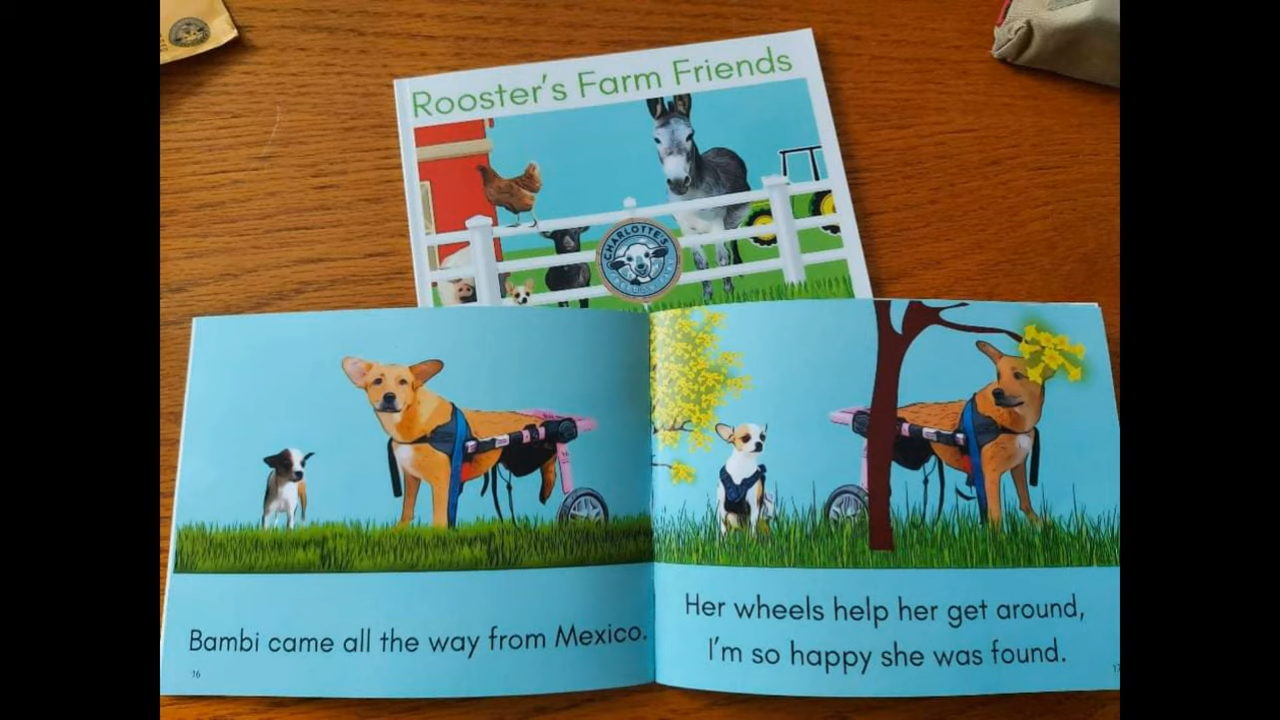 Rooster's Farm Friends
CHARLOTTE'S
Bambi came all the way from Mexico.
16
Her wheels help her get around,
I'm so happy she was found.